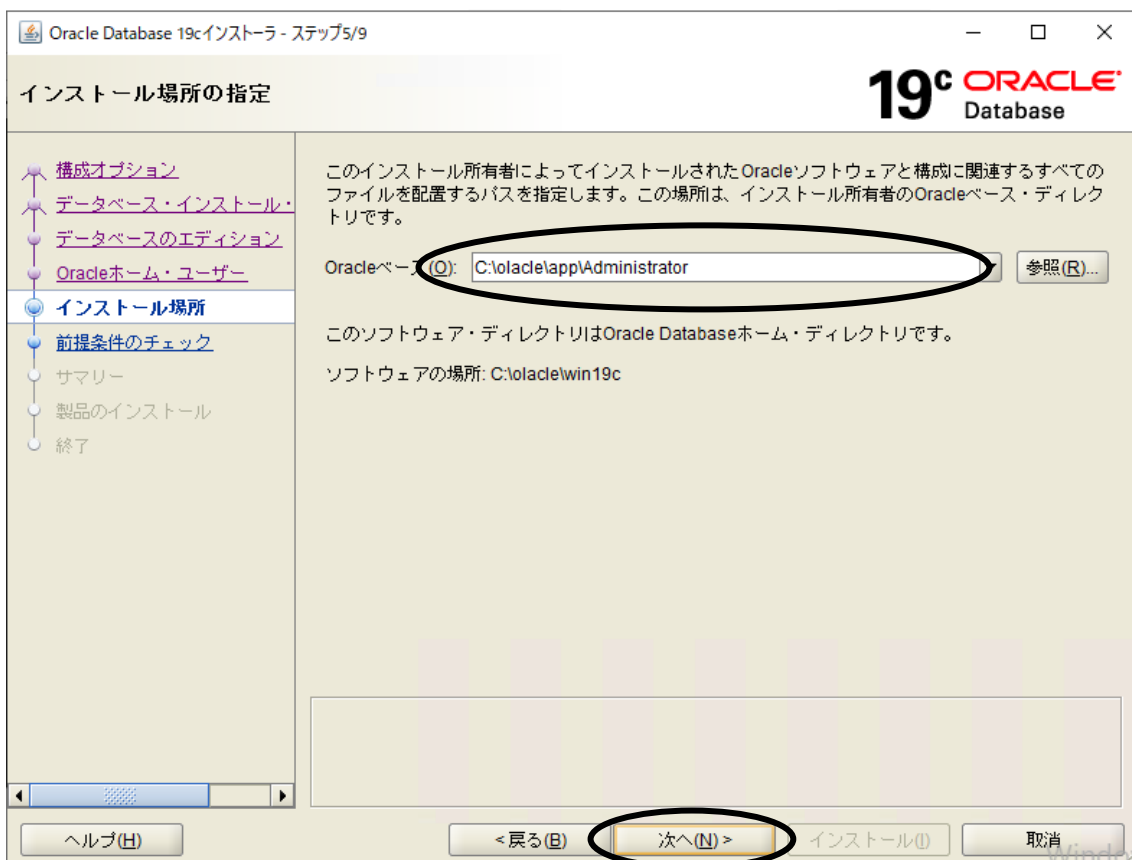 Oracle Database 19cインストーラ - ステップ5/9
インストール場所の指定
19c ORACLE
Database
構成オプション
データベース・インストール・
データベースのエディション
Oracleホーム・ユーザー
インストール場所
前提条件のチェック
サマリー
製品のインストール
終了
このインストール所有者によってインストールされたOracleソフトウェアと構成に関連するすべての
ファイルを配置するパスを指定します。この場所は、インストール所有者のOracleベース・ディレク
トリです。
Oracleベース(O): C:\olacle\app\Administrator 参照(R)...
このソフトウェア・ディレクトリはOracle Databaseホーム・ディレクトリです。
ソフトウェアの場所: C:\olacle\win19c
ヘルプ(H) <戻る(B) 次へ(N)> インストール(I) 取消